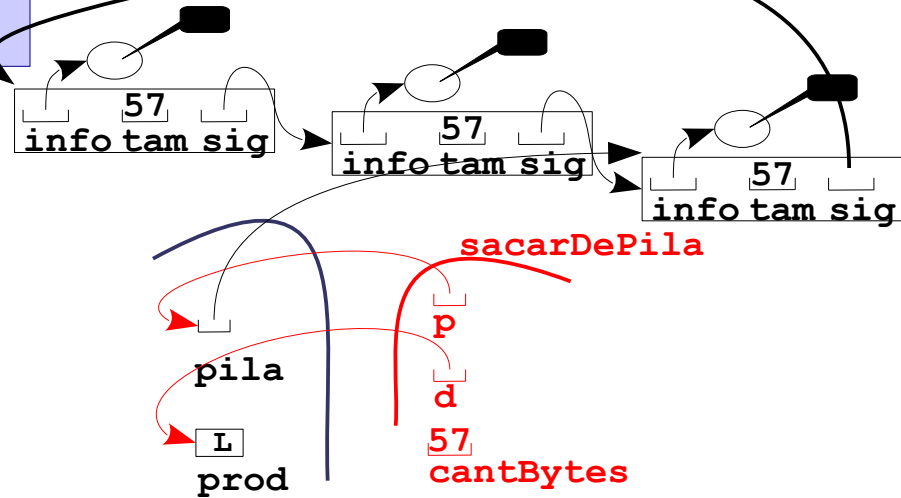 57
info tam sig
57
info tam sig
57
info tam sig
sacarDePila
p
pila
d
L
57
prod
cantBytes